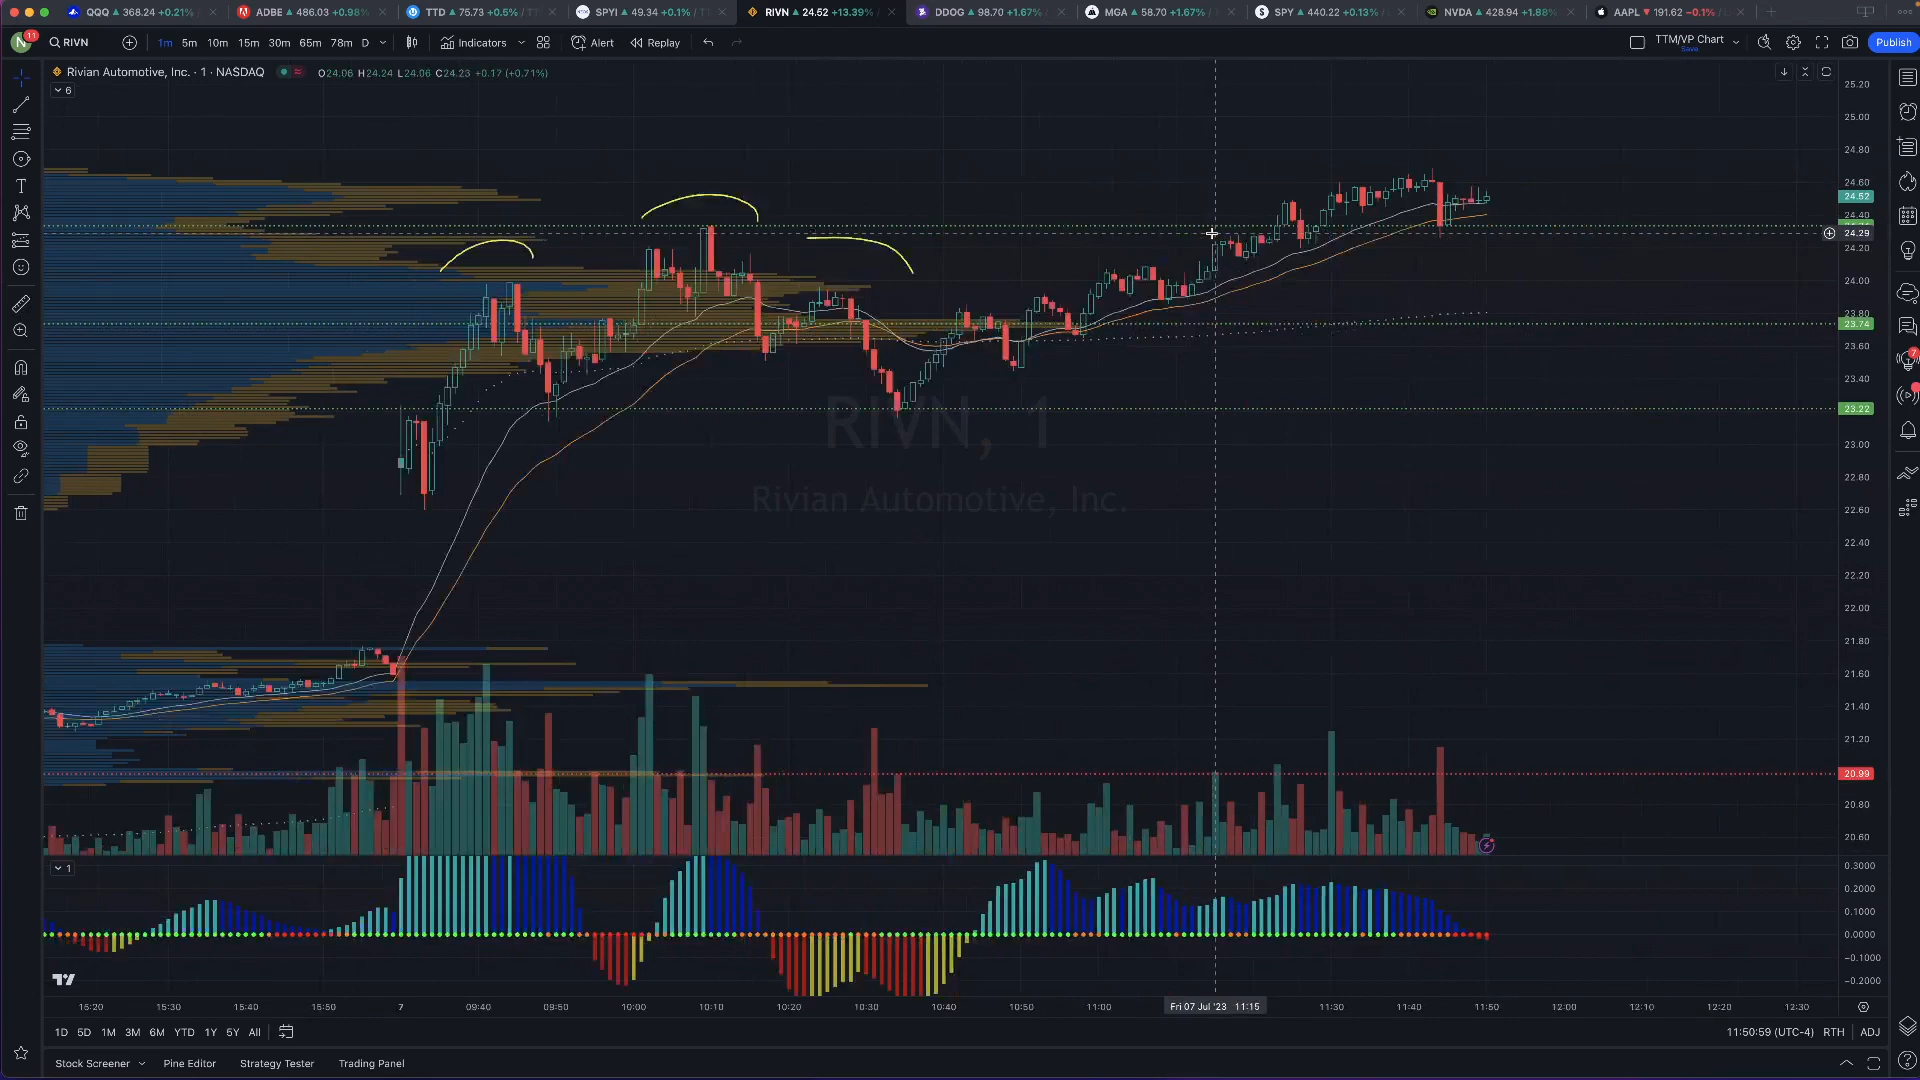 QQQ ▲ 368.24 +0.21% /
ADBE ▲ 486.03 +0.98%
TTD ▲ 75.73 +0.5% / T
SPYI ▲ 49.34 +0.1% / T
RIVN ▲ 24.52 +13.39%
DDOG ▲ 98.70 +1.67% /
MGA ▲ 58.70 +1.67% / T
SPY ▲ 440.22 +0.13% /
NVDA ▲ 428.94 +1.88%
AAPL ▼ 191.62 −0.1% /
N 11 RIVN 1m 5m 10m 15m 30m 65m 78m D Indicators Alert Replay TTM/VP Chart Publish
Save
Rivian Automotive, Inc. · 1 · NASDAQ O24.06 H24.24 L24.06 C24.23 +0.17 (+0.71%)
6
25.20
25.00
24.80
24.60
24.52
24.40
24.29
24.20
24.00
23.80
23.74
23.60
23.40
23.22
23.00
22.80
22.60
22.40
22.20
22.00
21.80
21.60
21.40
21.20
20.99
20.80
20.60
RIVN, 1
Rivian Automotive, Inc.
7
1
0.3000
0.2000
0.1000
0.0000
−0.1000
−0.2000
15:20 15:30 15:40 15:50 7 09:40 09:50 10:00 10:10 10:20 10:30 10:40 10:50 11:00 Fri 07 Jul '23 11:15 11:30 11:40 11:50 12:00 12:10 12:20 12:30
1D 5D 1M 3M 6M YTD 1Y 5Y All 11:50:59 (UTC-4) RTH ADJ
Stock Screener Pine Editor Strategy Tester Trading Panel